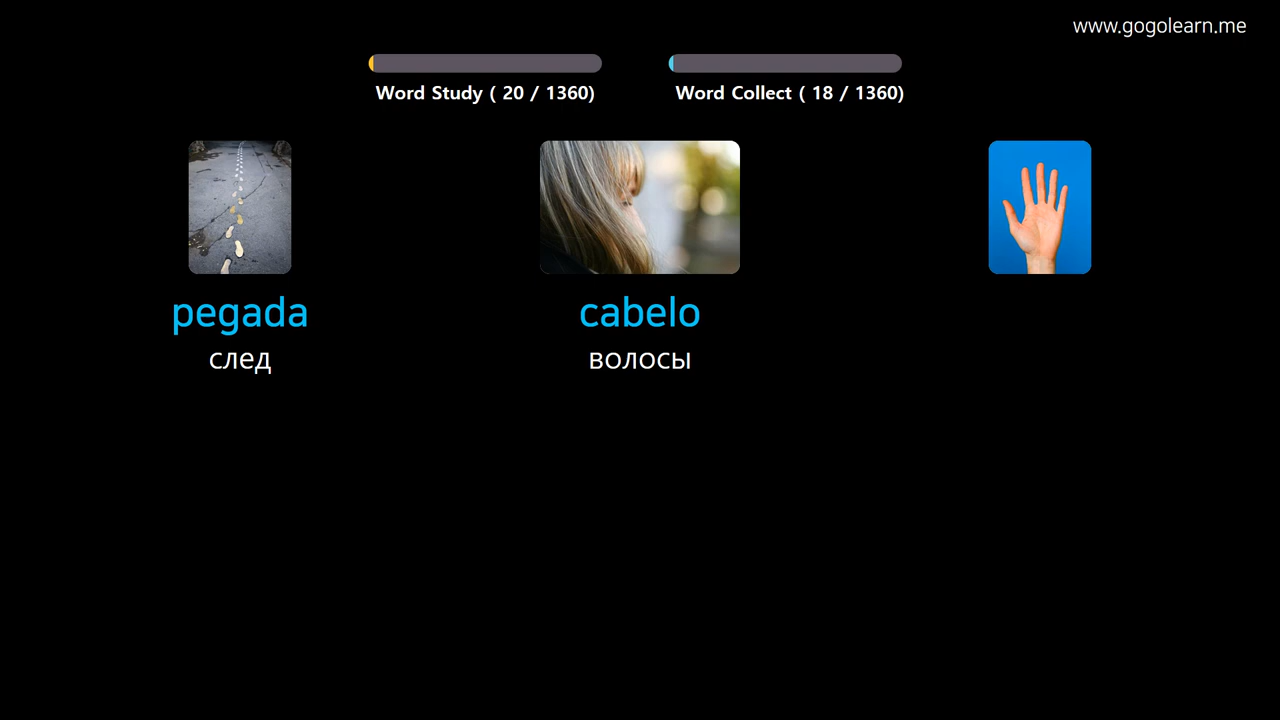 www.gogolearn.me
Word Study ( 20 / 1360)
Word Collect ( 18 / 1360)
pegada
cabelo
след
волосы